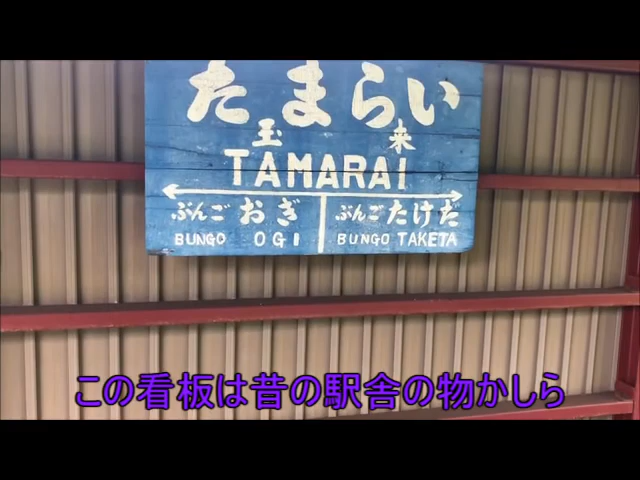 たまらい
玉 来
TAMARAI
ぶんご おぎ ぶんご たけだ
BUNGO OGI BUNGO TAKETA
この看板は昔の駅舎の物かしら